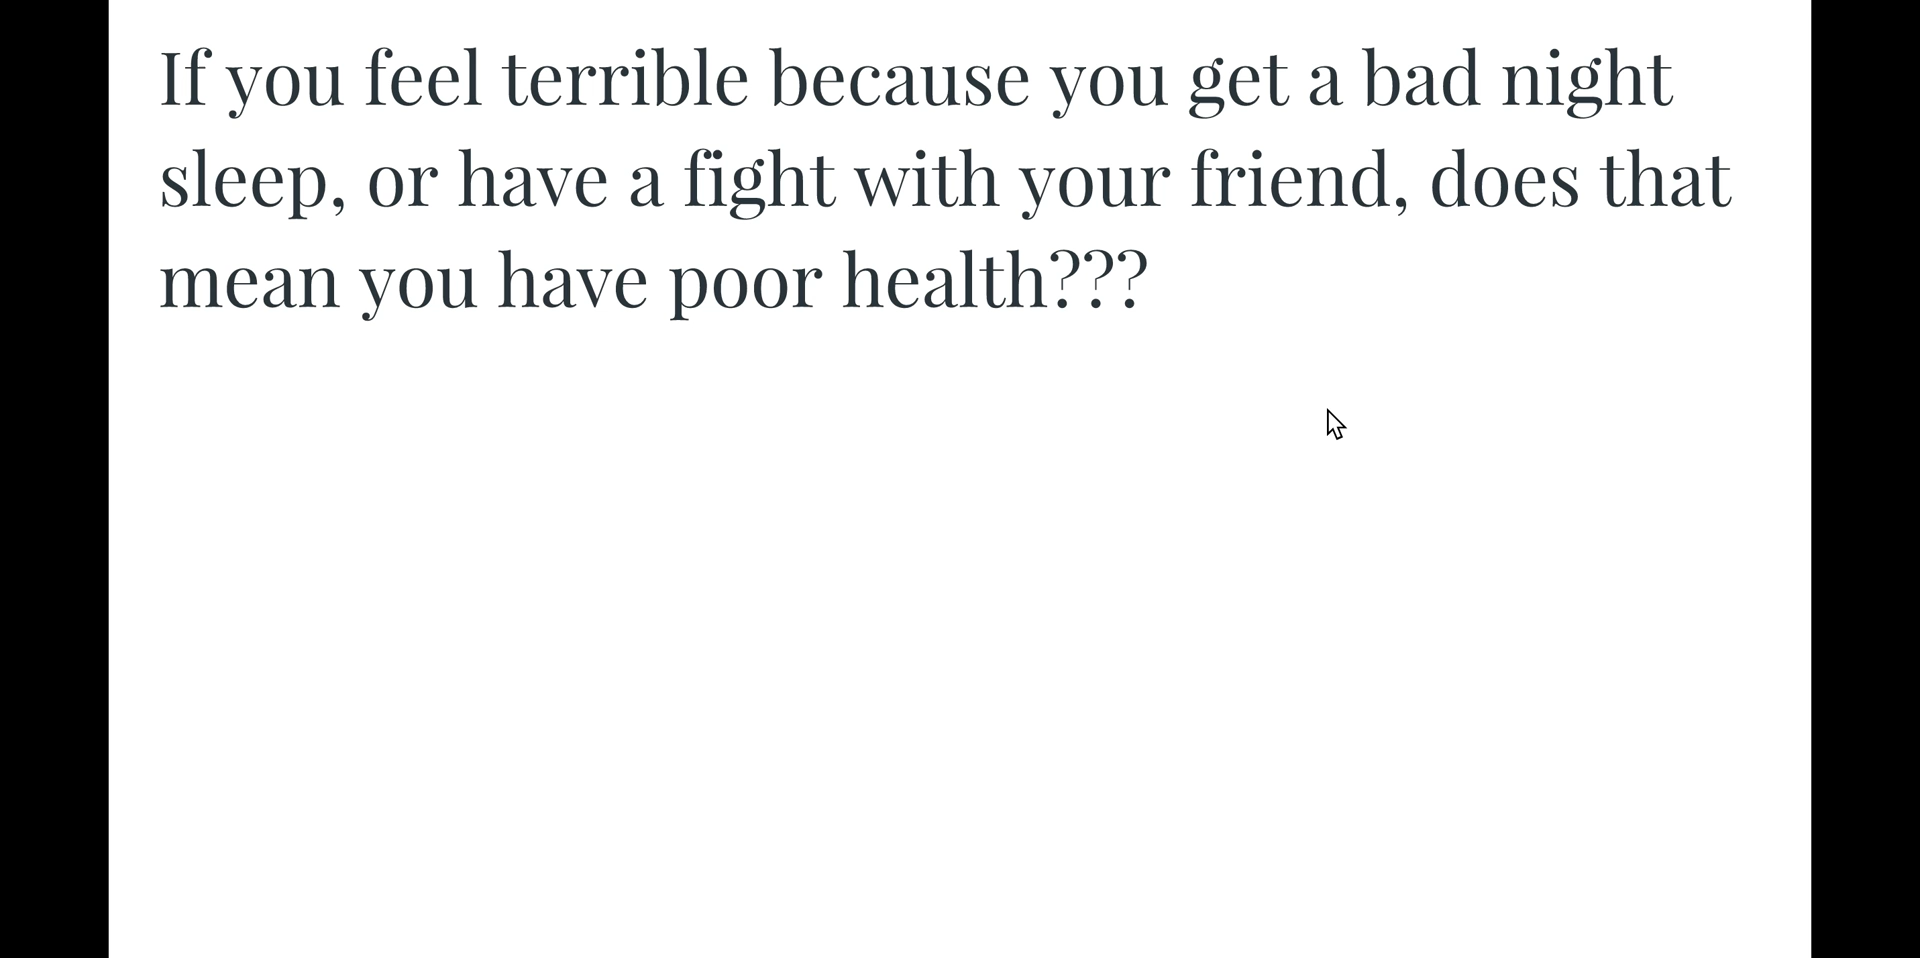 If you feel terrible because you get a bad night
sleep, or have a fight with your friend, does that
mean you have poor health???